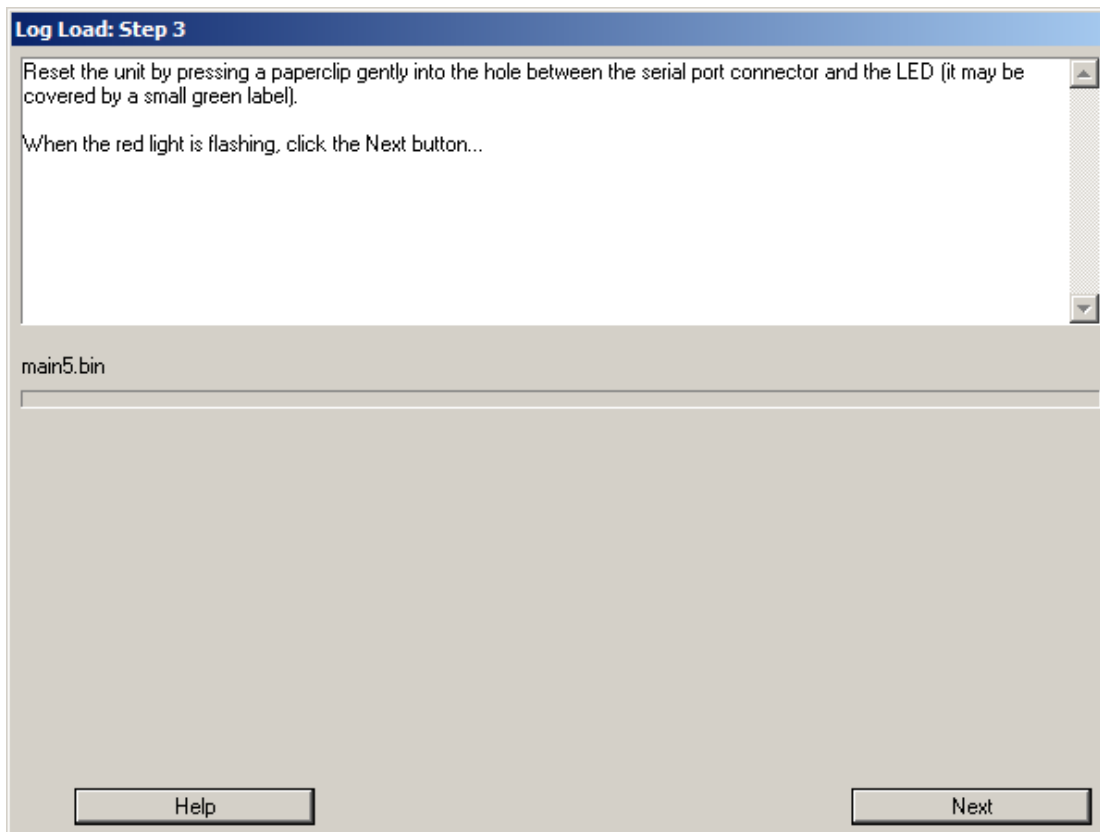 Log Load: Step 3
Reset the unit by pressing a paperclip gently into the hole between the serial port connector and the LED (it may be
covered by a small green label).
When the red light is flashing, click the Next button...
main5.bin
Help
Next